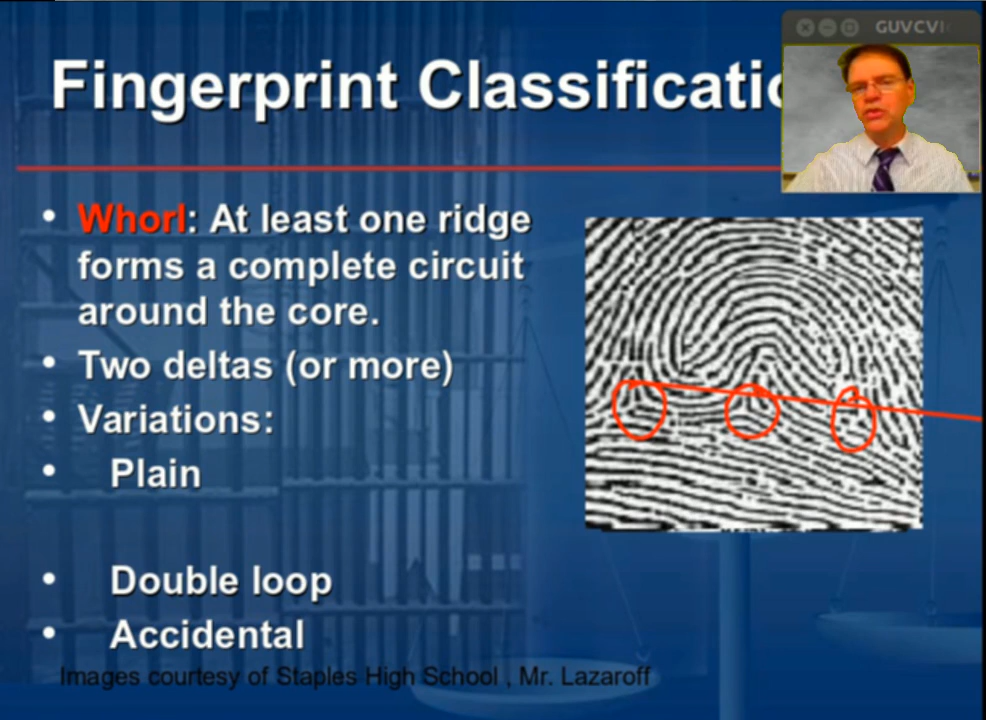 Fingerprint Classificatio
GUVCVI
• Whorl: At least one ridge
forms a complete circuit
around the core.
• Two deltas (or more)
• Variations:
• Plain
• Double loop
• Accidental
Images courtesy of Staples High School , Mr. Lazaroff